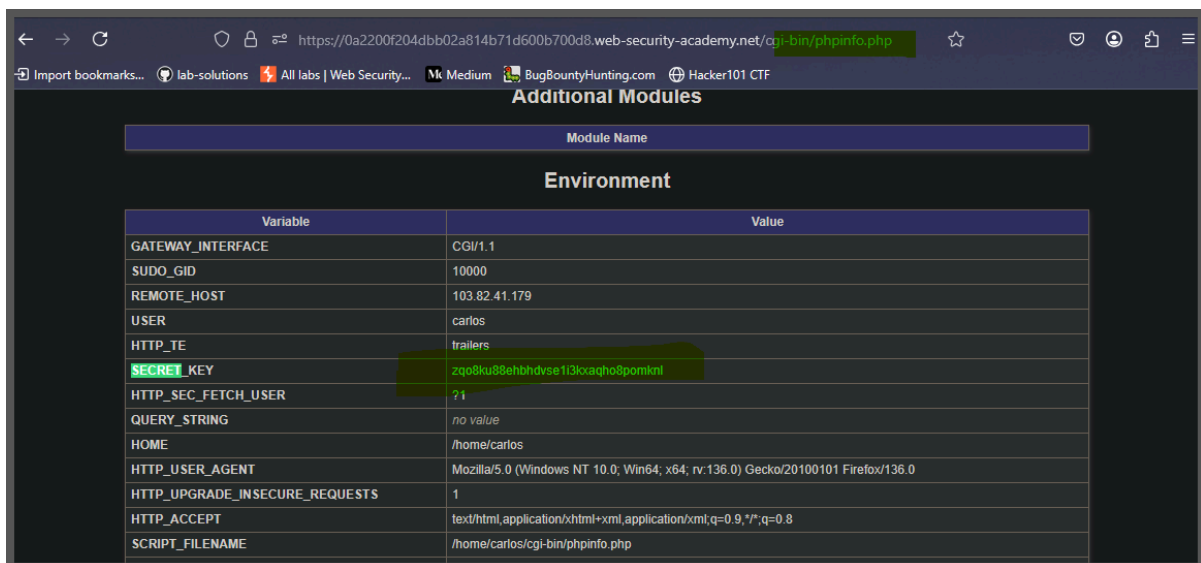 https://0a2200f204dbb02a814b71d600b700d8.web-security-academy.net/cgi-bin/phpinfo.php
Import bookmarks... lab-solutions All labs | Web Security... Medium BugBountyHunting.com Hacker101 CTF
Additional Modules
Module Name
Environment
Variable Value
GATEWAY_INTERFACE CGI/1.1
SUDO_GID 10000
REMOTE_HOST 103.82.41.179
USER carlos
HTTP_TE trailers
SECRET_KEY zqo8ku88ehbhdvse1i3kxaqho8pomknl
HTTP_SEC_FETCH_USER ?1
QUERY_STRING no value
HOME /home/carlos
HTTP_USER_AGENT Mozilla/5.0 (Windows NT 10.0; Win64; x64; rv:136.0) Gecko/20100101 Firefox/136.0
HTTP_UPGRADE_INSECURE_REQUESTS 1
HTTP_ACCEPT text/html,application/xhtml+xml,application/xml;q=0.9,*/*;q=0.8
SCRIPT_FILENAME /home/carlos/cgi-bin/phpinfo.php